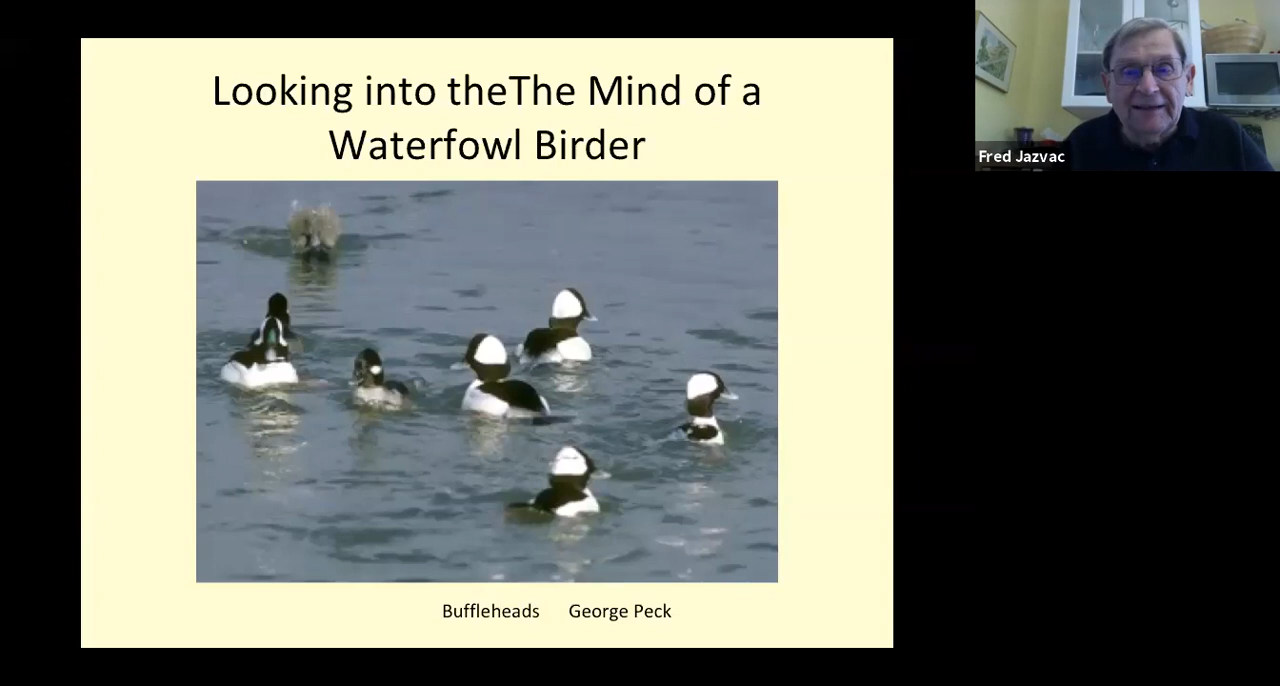 Looking into theThe Mind of a
Waterfowl Birder
Fred Jazvac
Buffleheads George Peck